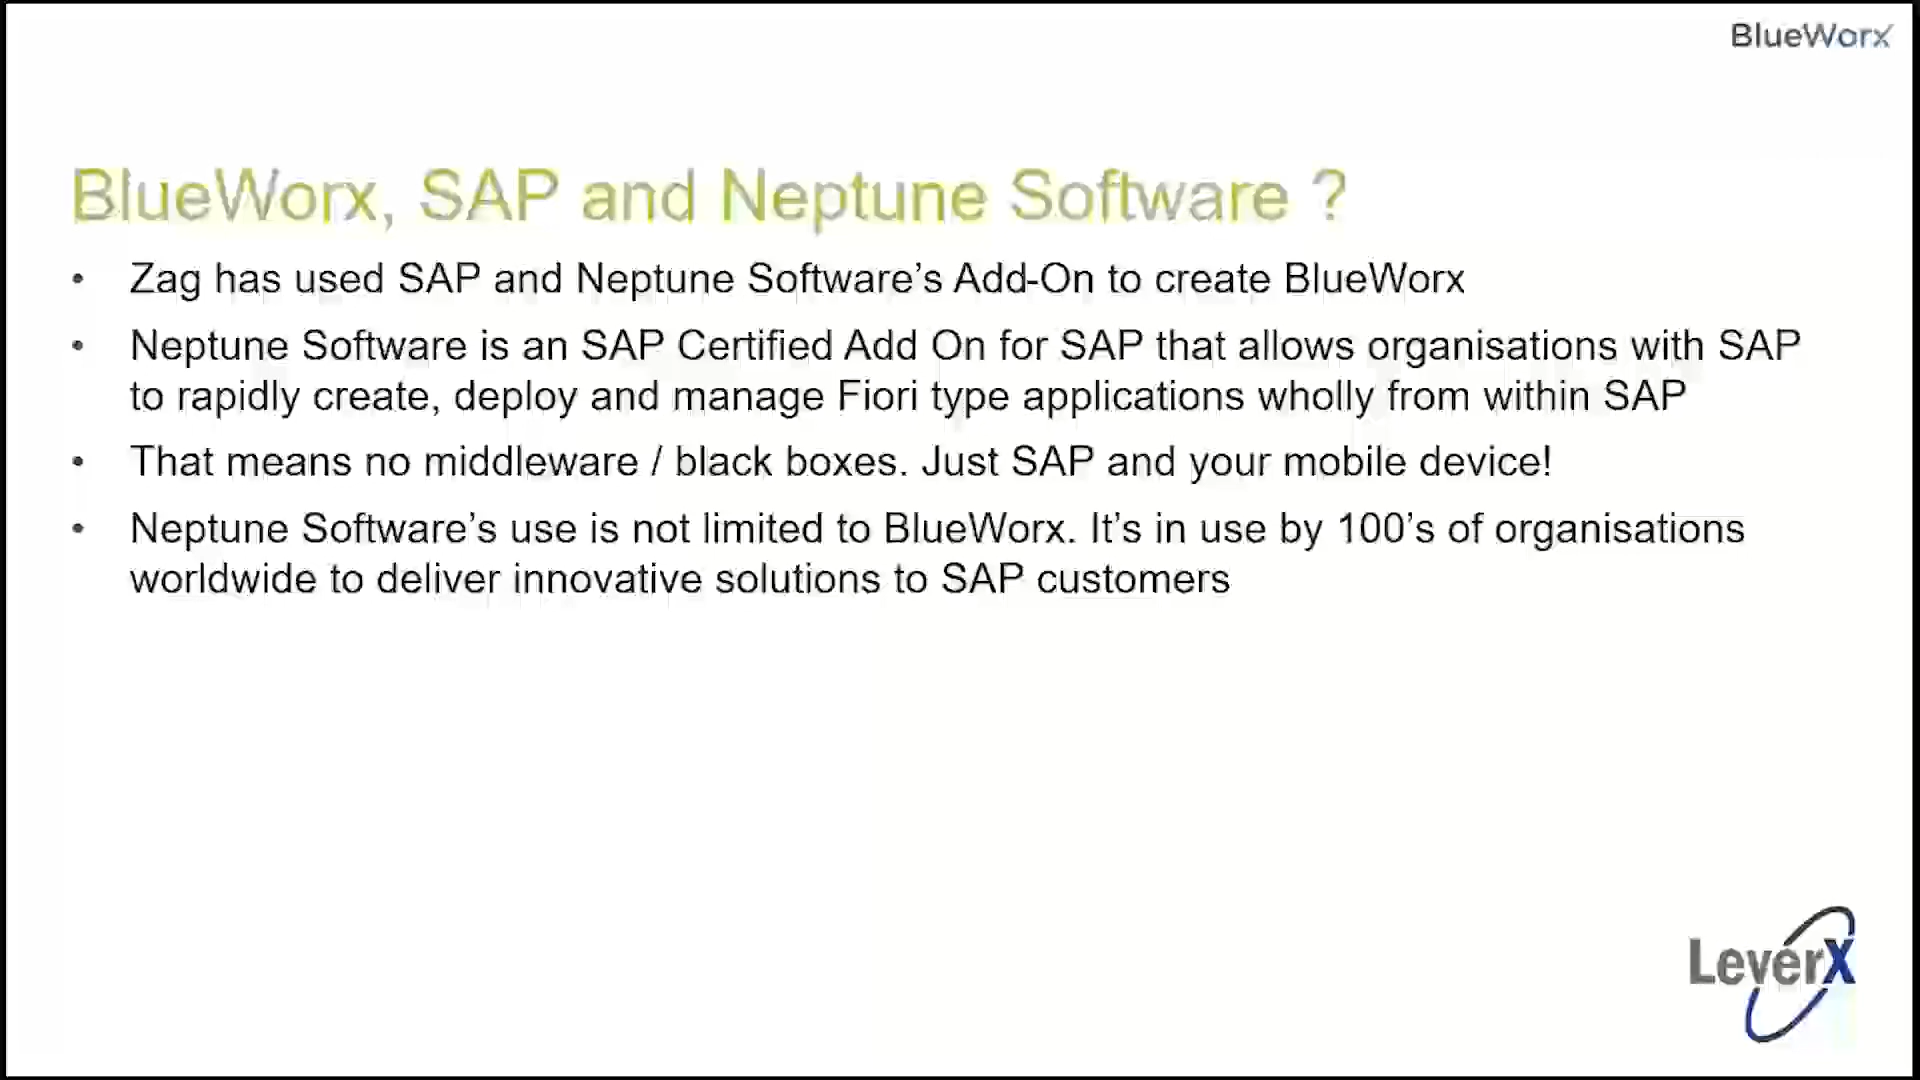 BlueWorx
BlueWorx, SAP and Neptune Software ?
• Zag has used SAP and Neptune Software’s Add-On to create BlueWorx
• Neptune Software is an SAP Certified Add On for SAP that allows organisations with SAP
to rapidly create, deploy and manage Fiori type applications wholly from within SAP
• That means no middleware / black boxes. Just SAP and your mobile device!
• Neptune Software’s use is not limited to BlueWorx. It’s in use by 100’s of organisations
worldwide to deliver innovative solutions to SAP customers
LeverX